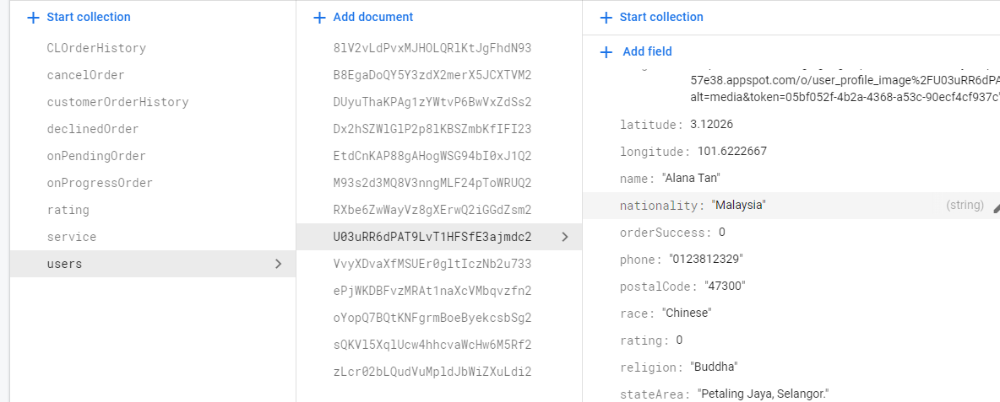 Start collection
CLOrderHistory
cancelOrder
customerOrderHistory
declinedOrder
onPendingOrder
onProgressOrder
rating
service
users
Add document
8lV2vLdPvxMJHOLQRlKtJgFhdN93
B8EgaDoQY5Y3zdX2merX5JCXTVM2
DUyuThaKPAg1zYWtvP6BwVxZdSs2
Dx2hSZWlGlP2p8lKBSZmbKfIFI23
EtdCnKAP88gAHogWSG94bI0xJ1Q2
M93s2d3MQ8V3nngMLF24pToWRUQ2
RXbe6ZwWayVz8gXErwQ2iGGdZsm2
U03uRR6dPAT9LvT1HFSfE3ajmdc2
VvyXDvaXfMSUEr0gltIczNb2u733
ePjWKDBFvzMRAt1naXcVMbqvzfn2
oYopQ7BQtKNFgrmBoeByekcsbSg2
sQKVl5XqlUcw4hhcvaWcHw6M5Rf2
zLcr02bLQudVuMpldJbWiZXuLdi2
Start collection
Add field
57e38.appspot.com/o/user_profile_image%2FU03uRR6dPA
alt=media&token=05bf052f-4b2a-4368-a53c-90ecf4cf937c"
latitude: 3.12026
longitude: 101.6222667
name: "Alana Tan"
nationality: "Malaysia" (string)
orderSuccess: 0
phone: "0123812329"
postalCode: "47300"
race: "Chinese"
rating: 0
religion: "Buddha"
stateArea: "Petaling Jaya, Selangor."